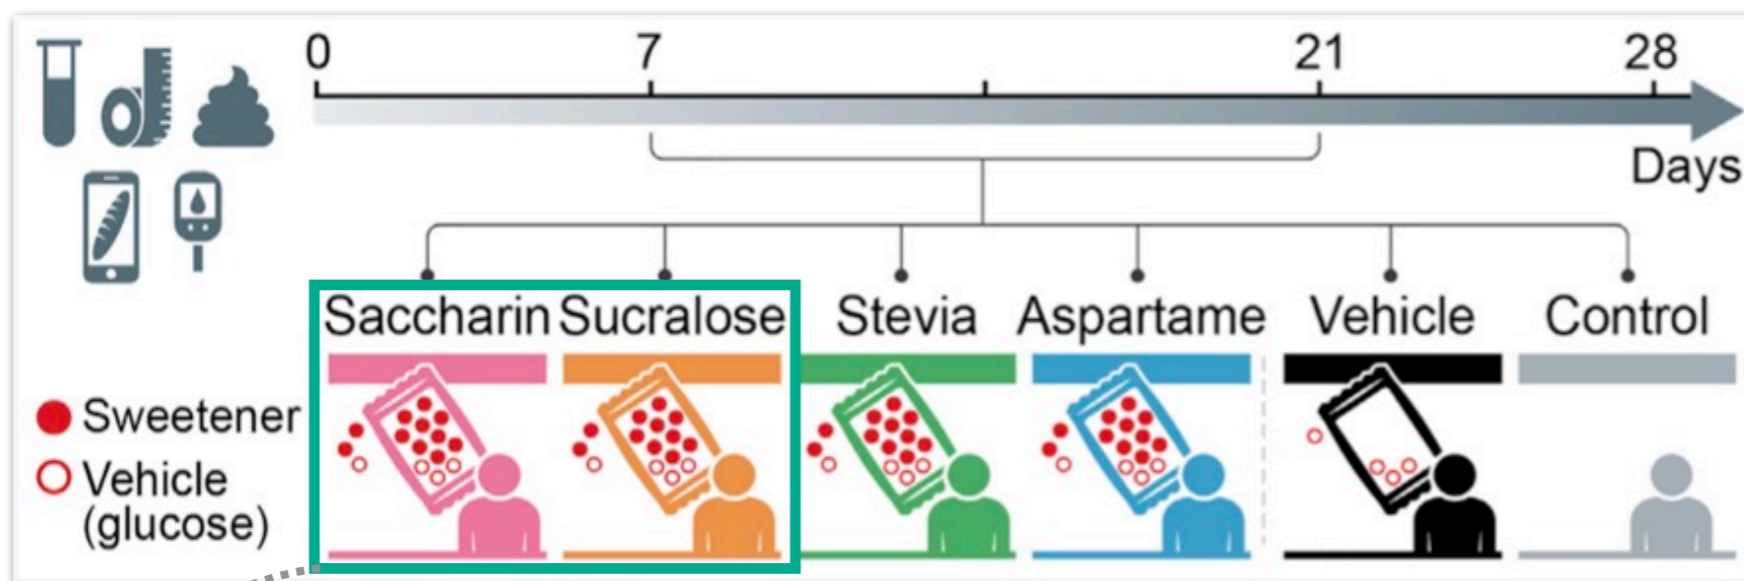 0 7 21 28
Days
Saccharin Sucralose Stevia Aspartame Vehicle Control
Sweetener
Vehicle
(glucose)